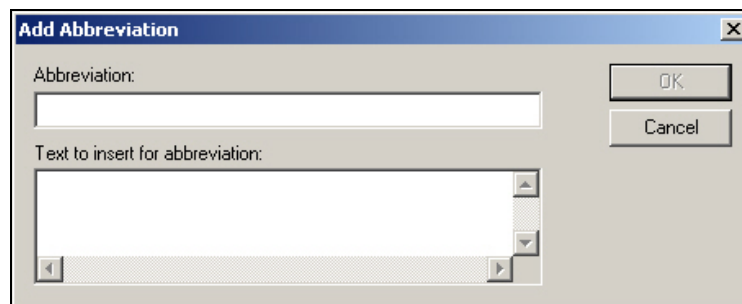 Add Abbreviation
Abbreviation:
OK
Cancel
Text to insert for abbreviation: